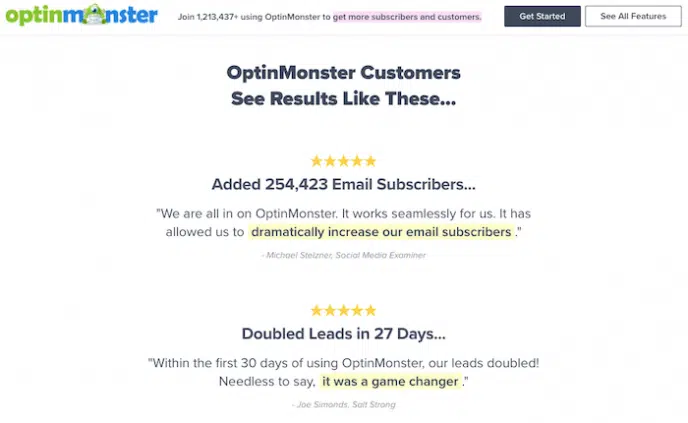 optinmonster
Join 1,213,437+ using OptinMonster to get more subscribers and customers.
Get Started
See All Features
OptinMonster Customers
See Results Like These...
Added 254,423 Email Subscribers...
"We are all in on OptinMonster. It works seamlessly for us. It has
allowed us to dramatically increase our email subscribers."
- Michael Stelzner, Social Media Examiner
Doubled Leads in 27 Days...
"Within the first 30 days of using OptinMonster, our leads doubled!
Needless to say, it was a game changer."
- Joe Simonds, Salt Strong